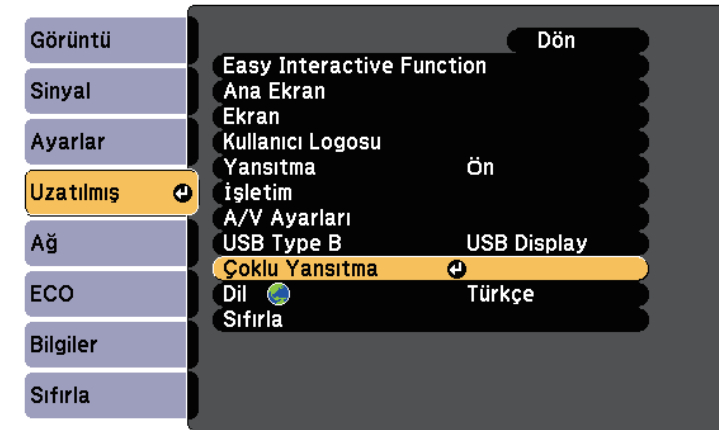 Görüntü
Sinyal
Ayarlar
Uzatılmış
Ağ
ECO
Bilgiler
Sıfırla
Dön
Easy Interactive Function
Ana Ekran
Ekran
Kullanıcı Logosu
Yansıtma Ön
İşletim
A/V Ayarları
USB Type B USB Display
Çoklu Yansıtma
Dil Türkçe
Sıfırla